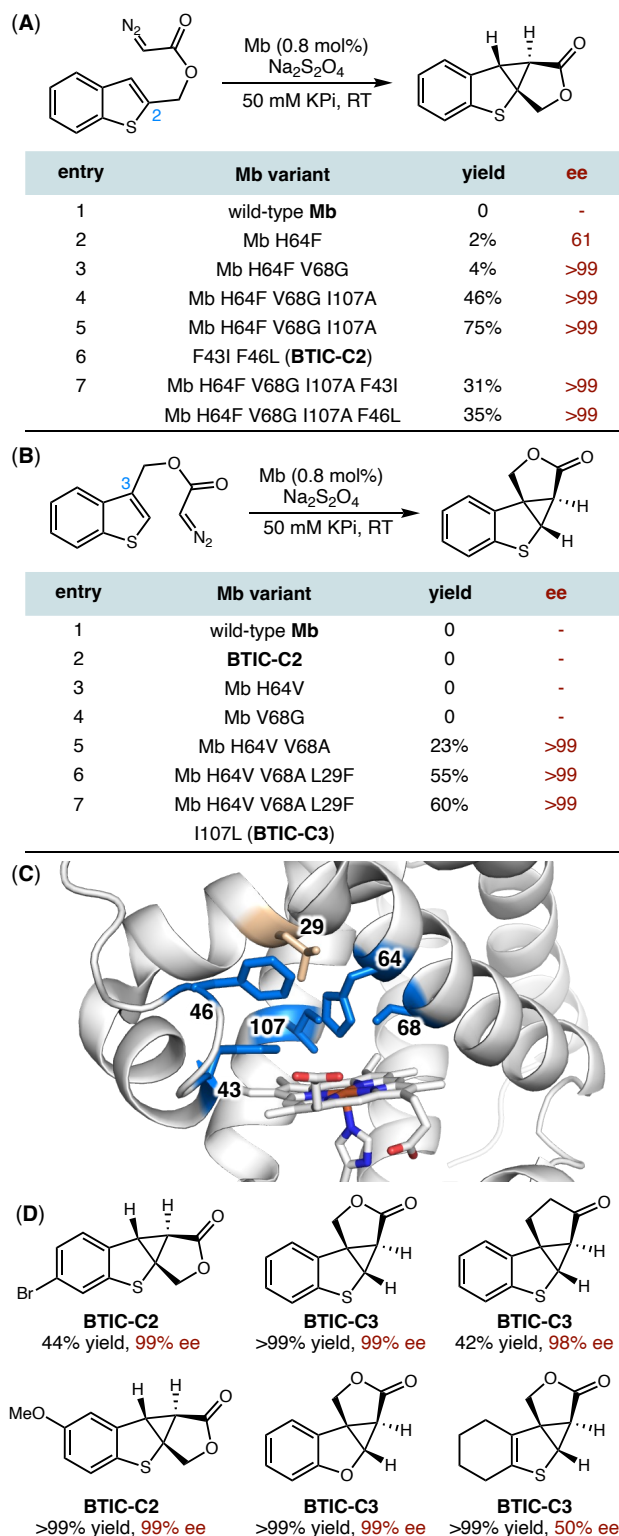 (A)
N2
O
O
S
2
Mb (0.8 mol%)
Na2S2O4
50 mM KPi, RT
H
H
O
O
S
entry Mb variant yield ee
1 wild-type Mb 0 -
2 Mb H64F 2% 61
3 Mb H64F V68G 4% >99
4 Mb H64F V68G I107A 46% >99
5 Mb H64F V68G I107A 75% >99
6 F43I F46L (BTIC-C2)
7 Mb H64F V68G I107A F43I 31% >99
Mb H64F V68G I107A F46L 35% >99
(B)
3
O
O
N2
S
Mb (0.8 mol%)
Na2S2O4
50 mM KPi, RT
O
O
H
H
S
entry Mb variant yield ee
1 wild-type Mb 0 -
2 BTIC-C2 0 -
3 Mb H64V 0 -
4 Mb V68G 0 -
5 Mb H64V V68A 23% >99
6 Mb H64V V68A L29F 55% >99
7 Mb H64V V68A L29F 60% >99
I107L (BTIC-C3)
(C)
29
64
46
107
68
43
(D)
H H O
O
Br S
BTIC-C2
44% yield, 99% ee
O O
H
S H
BTIC-C3
>99% yield, 99% ee
O
H
S H
BTIC-C3
42% yield, 98% ee
H H O
MeO
O
S
BTIC-C2
>99% yield, 99% ee
O O
H
O H
BTIC-C3
>99% yield, 99% ee
O O
H
S H
BTIC-C3
>99% yield, 50% ee